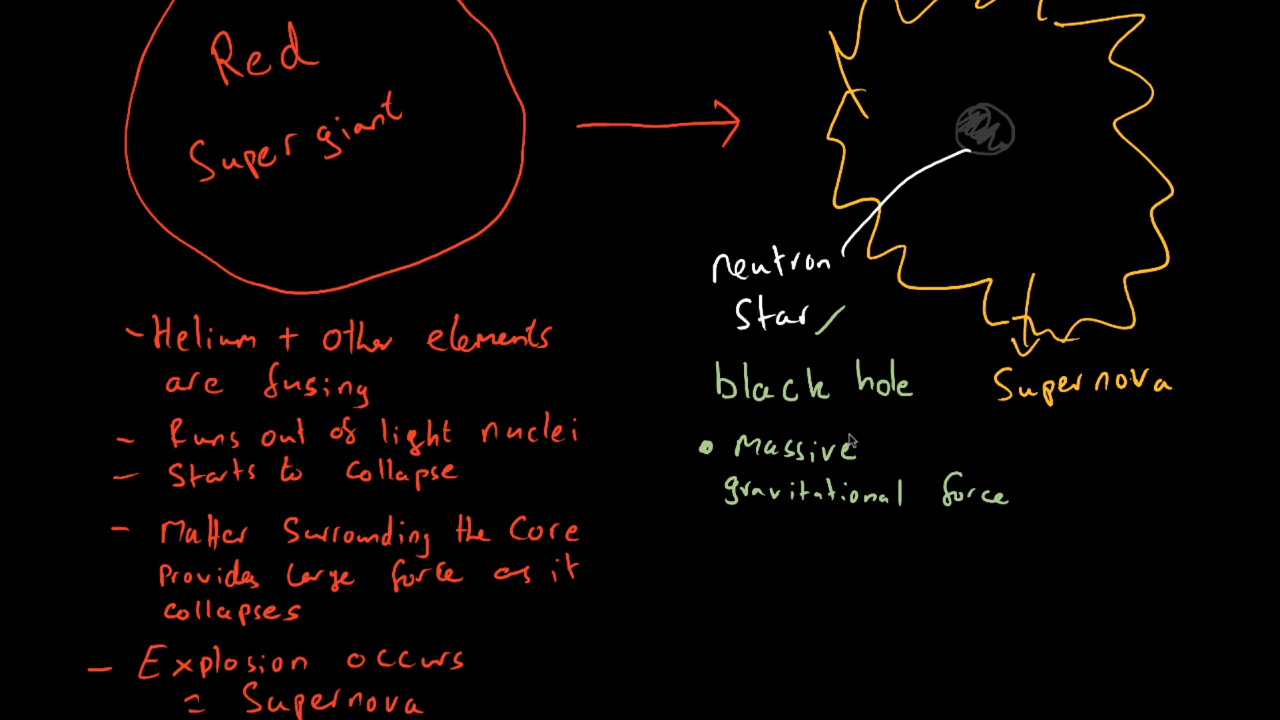 Red
Supergiant
- Helium + other elements
are fusing
- Runs out of light nuclei
- Starts to collapse
- Matter Surrounding the Core
Provides large force as it
collapses
- Explosion occurs
= Supernova
neutron
Star/
black hole
• Massive
gravitational force
Supernova